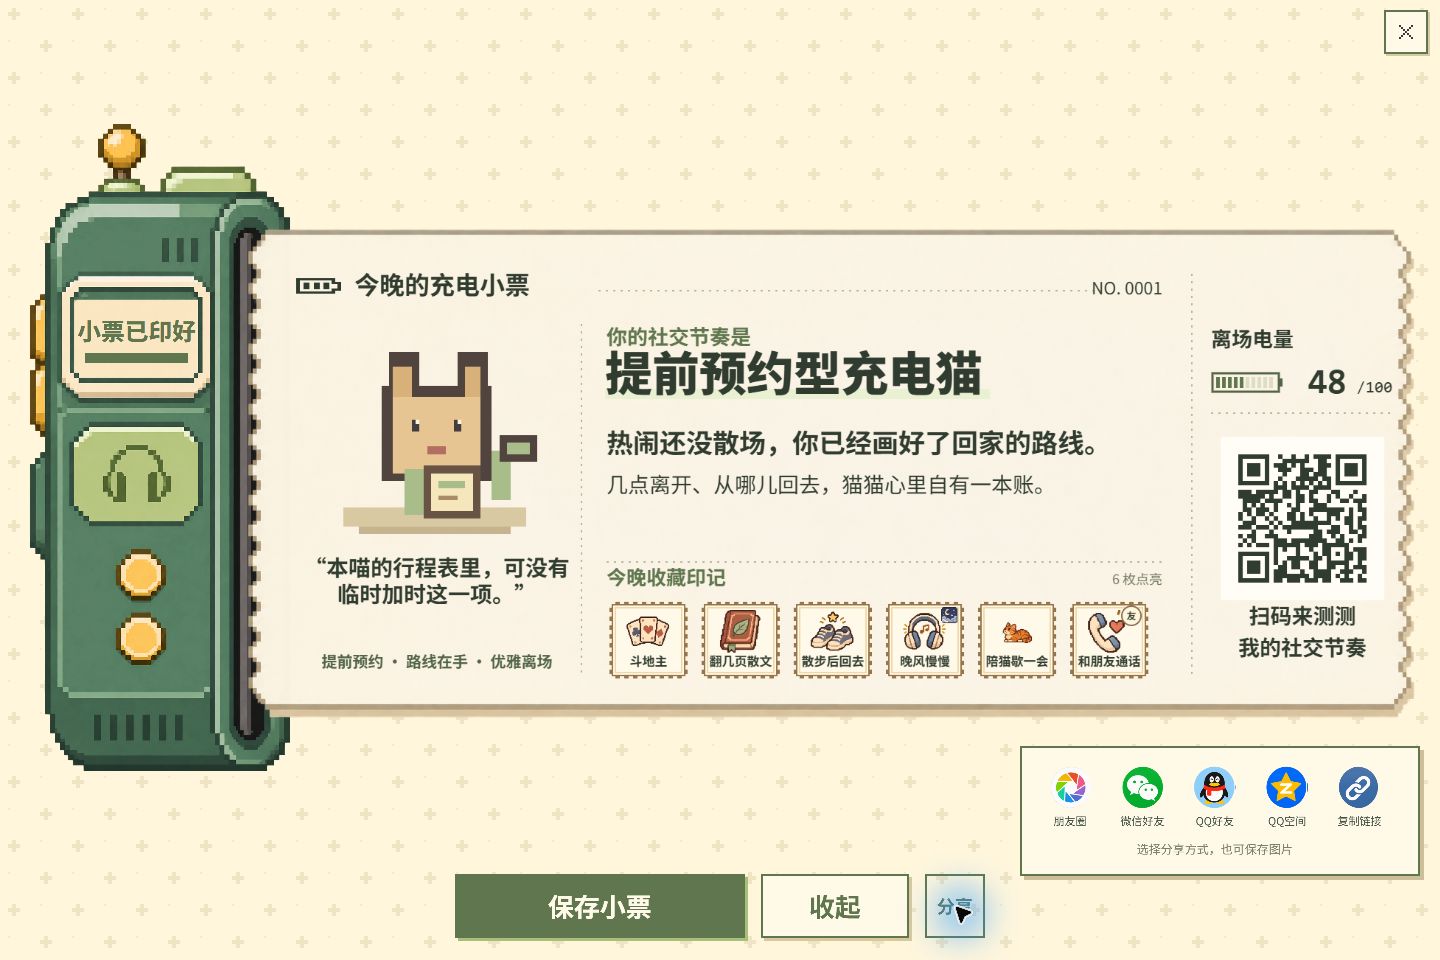 小票已印好
今晚的充电小票
NO. 0001
你的社交节奏是
提前预约型充电猫
热闹还没散场，你已经画好了回家的路线。
几点离开、从哪儿回去，猫猫心里自有一本账。
“本喵的行程表里，可没有
临时加时这一项。”
提前预约 · 路线在手 · 优雅离场
今晚收藏印记
6 枚点亮
斗地主
翻几页散文
散步后回去
晚风慢慢
陪猫歇一会
友
和朋友通话
离场电量
48 /100
扫码来测测
我的社交节奏
朋友圈
微信好友
QQ好友
QQ空间
复制链接
选择分享方式，也可保存图片
保存小票
收起
分享